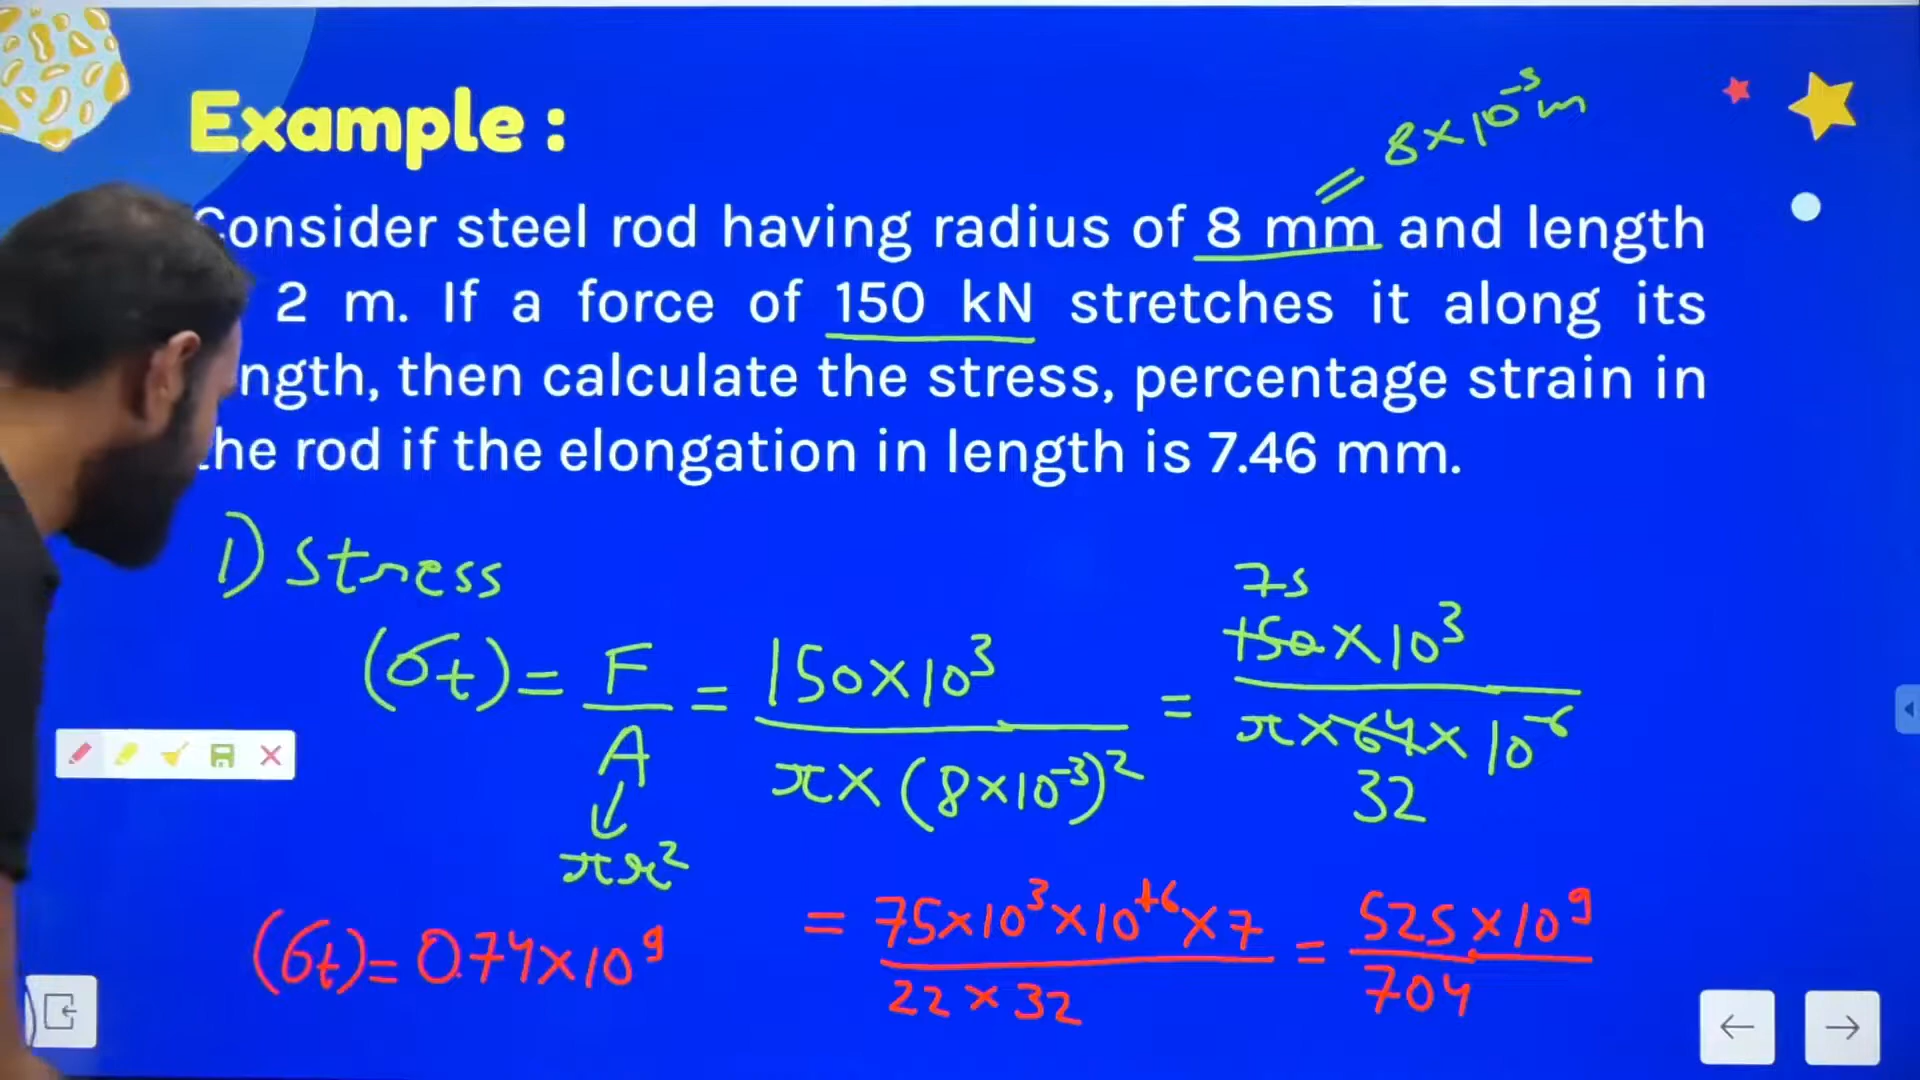 Example :
= 8×10⁻³m
Consider steel rod having radius of 8 mm and length
2 m. If a force of 150 kN stretches it along its
ngth, then calculate the stress, percentage strain in
the rod if the elongation in length is 7.46 mm.
1) Stress
(σt) = F/A = 150×10³ / π×(8×10⁻³)² = 150×10³ / π×64×10⁻⁶
75
32
πr²
= 75×10³×10⁺⁶×7 / 22×32 = 525×10⁹ / 704
(σt) = 0.74×10⁹